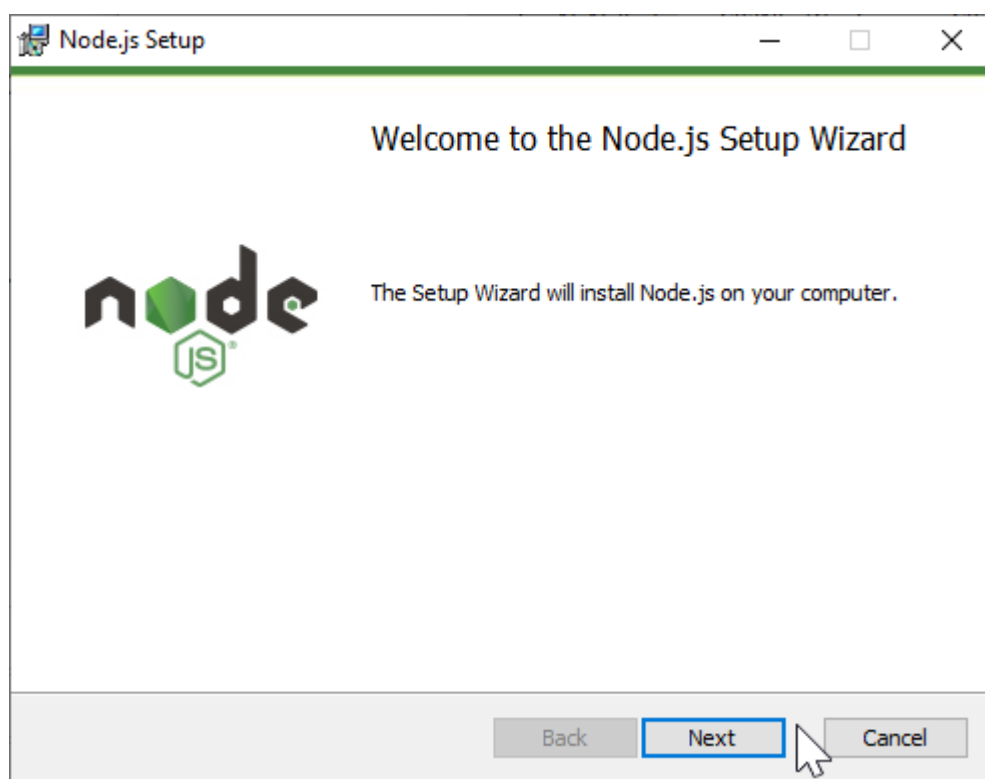 Node.js Setup
Welcome to the Node.js Setup Wizard
The Setup Wizard will install Node.js on your computer.
node
JS®
Back
Next
Cancel